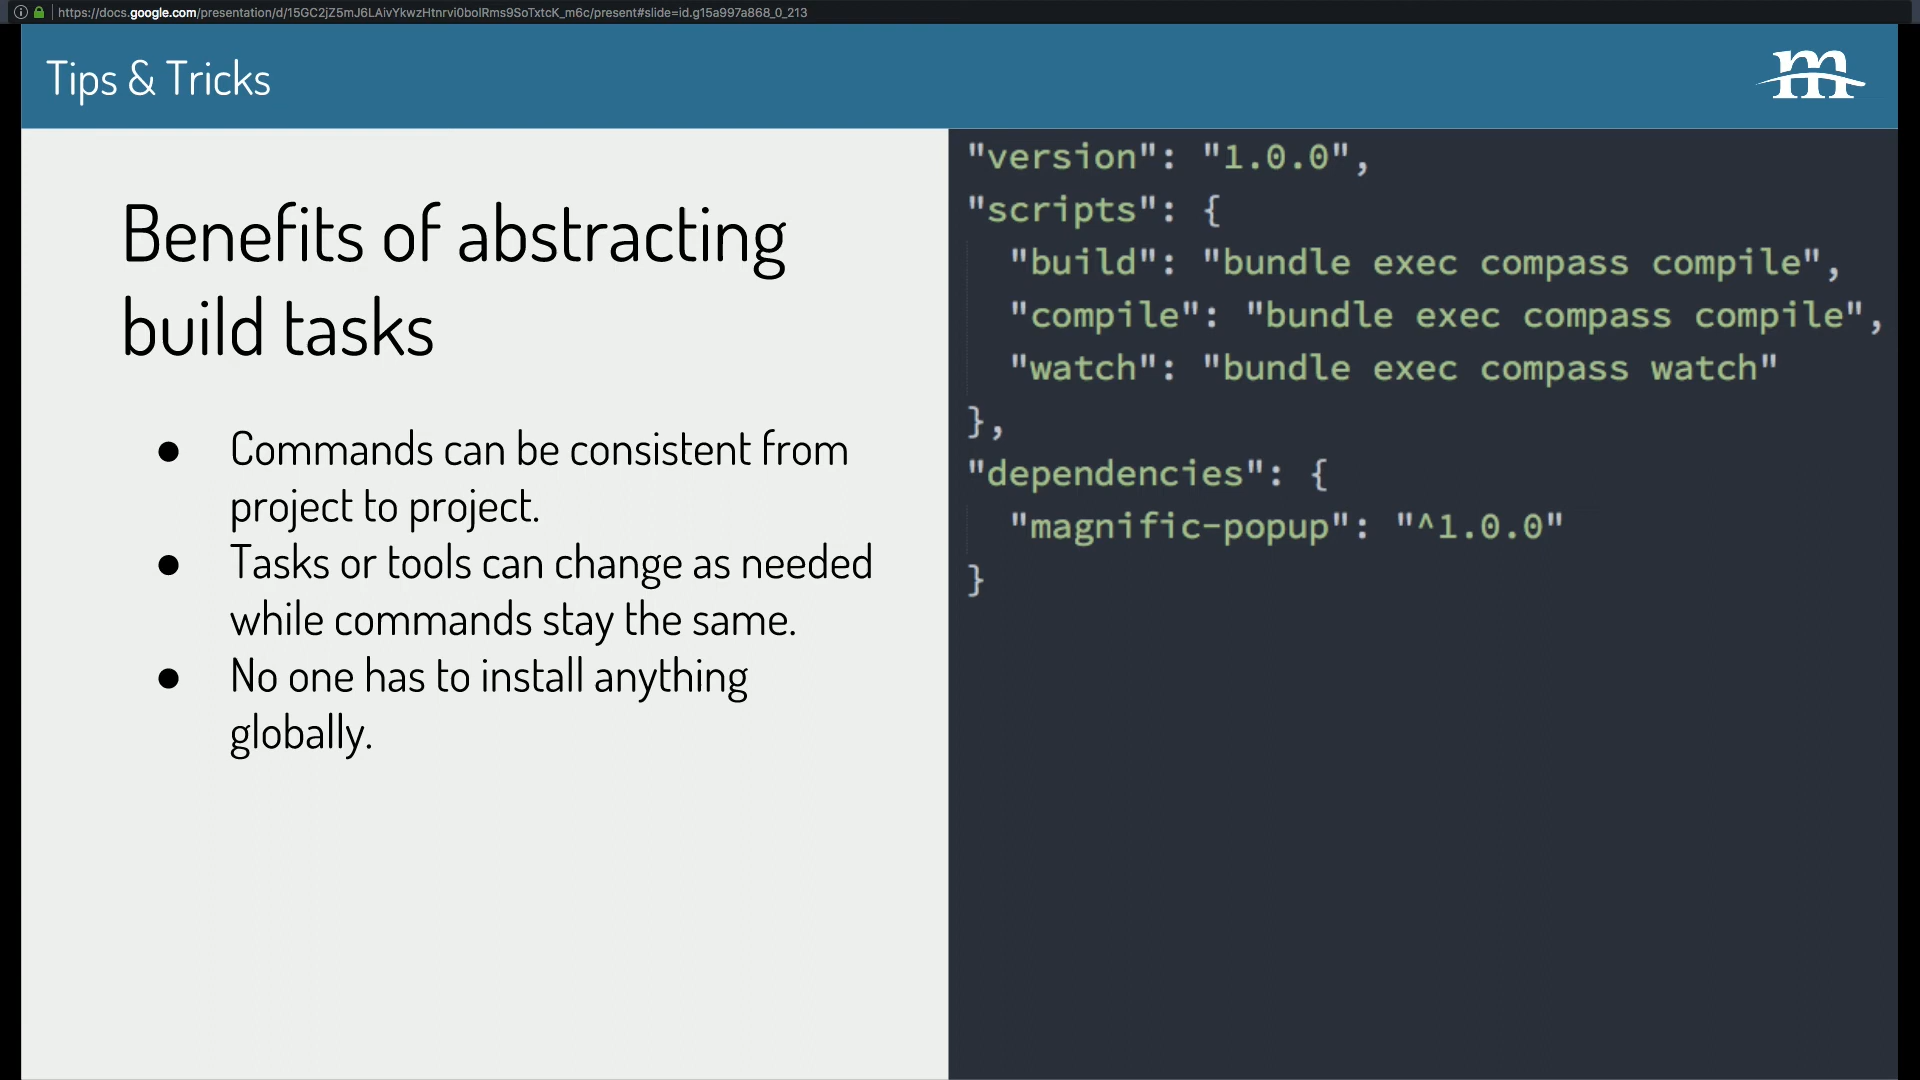 https://docs.google.com/presentation/d/15GC2jZ5mJ6LAivYkwzHtnrvi0bolRms9SoTxtcK_m6c/present#slide=id.g15a997a868_0_213
Tips & Tricks
m
Benefits of abstracting
build tasks
● Commands can be consistent from
project to project.
● Tasks or tools can change as needed
while commands stay the same.
● No one has to install anything
globally.
"version": "1.0.0",
"scripts": {
"build": "bundle exec compass compile",
"compile": "bundle exec compass compile",
"watch": "bundle exec compass watch"
},
"dependencies": {
"magnific-popup": "^1.0.0"
}